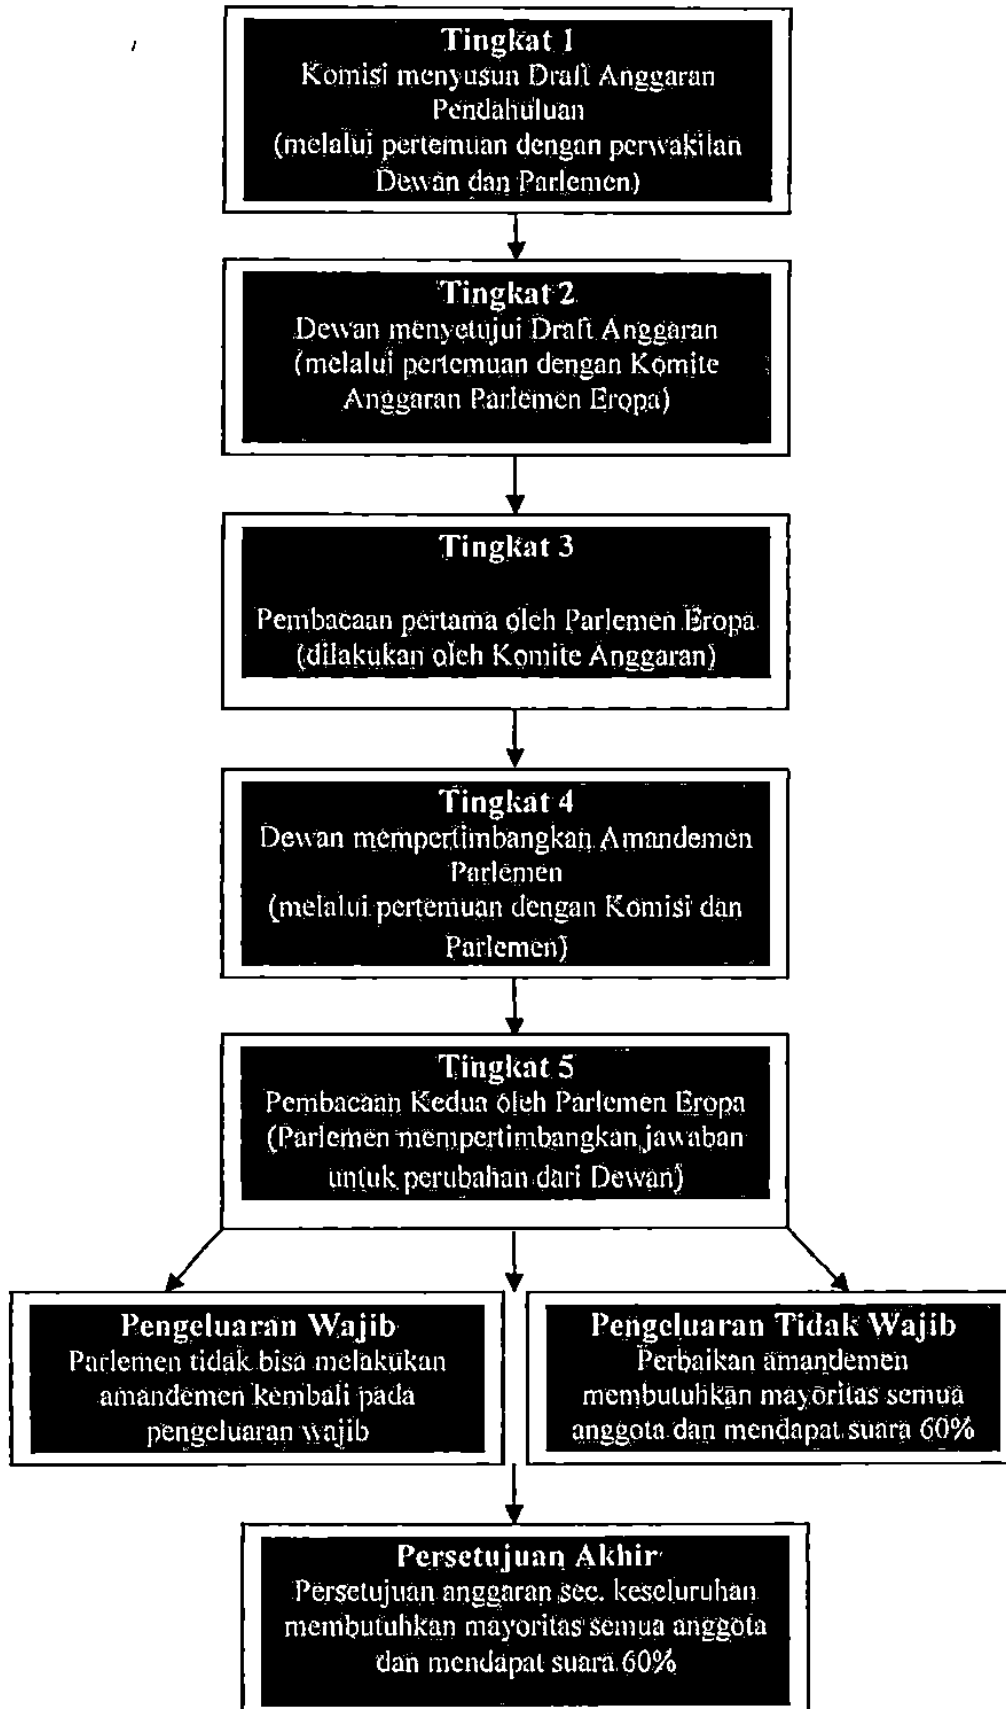 Tingkat 1
Komisi menyusun Draft Anggaran
Pendahuluan
(melalui pertemuan dengan perwakilan
Dewan dan Parlemen)
Tingkat 2
Dewan menyetujui Draft Anggaran
(melalui pertemuan dengan Komite
Anggaran Parlemen Eropa)
Tingkat 3
Pembacaan pertama oleh Parlemen Eropa
(dilakukan oleh Komite Anggaran)
Tingkat 4
Dewan mempertimbangkan Amandemen
Parlemen
(melalui pertemuan dengan Komisi dan
Parlemen)
Tingkat 5
Pembacaan Kedua oleh Parlemen Eropa
(Parlemen mempertimbangkan jawaban
untuk perubahan dari Dewan)
Pengeluaran Wajib
Parlemen tidak bisa melakukan
amandemen kembali pada
pengeluaran wajib
Pengeluaran Tidak Wajib
Perbaikan amandemen
membutuhkan mayoritas semua
anggota dan mendapat suara 60%
Persetujuan Akhir
Persetujuan anggaran sec. keseluruhan
membutuhkan mayoritas semua anggota
dan mendapat suara 60%